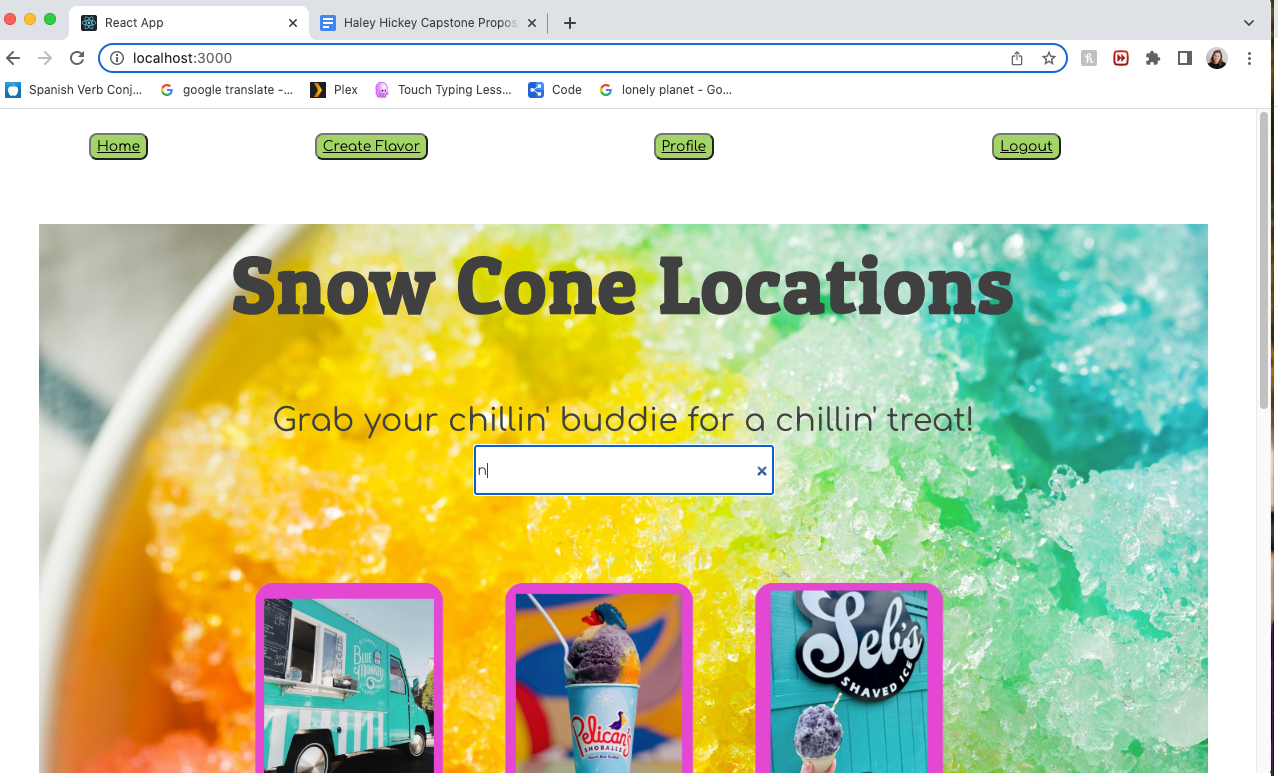 React App
Haley Hickey Capstone Propos
localhost:3000
Spanish Verb Conj...
google translate -...
Plex
Touch Typing Less...
Code
lonely planet - Go...
Home
Create Flavor
Profile
Logout
Snow Cone Locations
Grab your chillin' buddie for a chillin' treat!
n
BLUE MONKEY
Pelican's
SNOBALLS
Seb's
SHAVED ICE